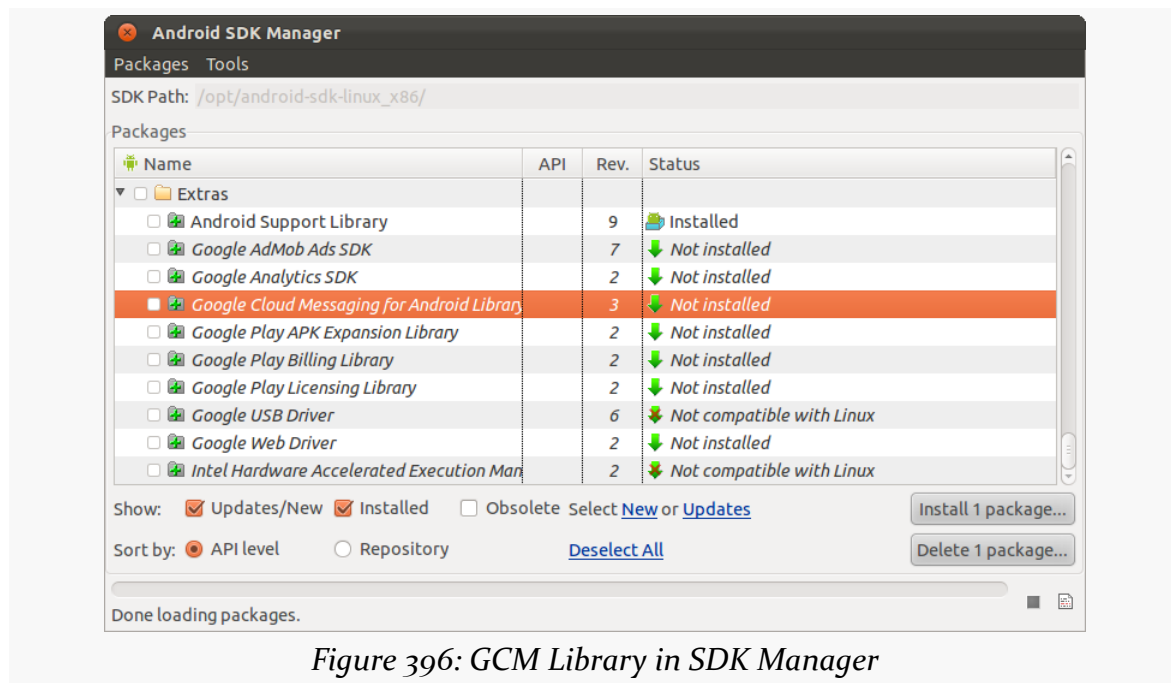 Android SDK Manager
Packages Tools
SDK Path: /opt/android-sdk-linux_x86/
Packages
Name API Rev. Status
Extras
Android Support Library 9 Installed
Google AdMob Ads SDK 7 Not installed
Google Analytics SDK 2 Not installed
Google Cloud Messaging for Android Library 3 Not installed
Google Play APK Expansion Library 2 Not installed
Google Play Billing Library 2 Not installed
Google Play Licensing Library 2 Not installed
Google USB Driver 6 Not compatible with Linux
Google Web Driver 2 Not installed
Intel Hardware Accelerated Execution Man 2 Not compatible with Linux
Show: Updates/New Installed Obsolete Select New or Updates Install 1 package...
Sort by: API level Repository Deselect All Delete 1 package...
Done loading packages.
Figure 396: GCM Library in SDK Manager